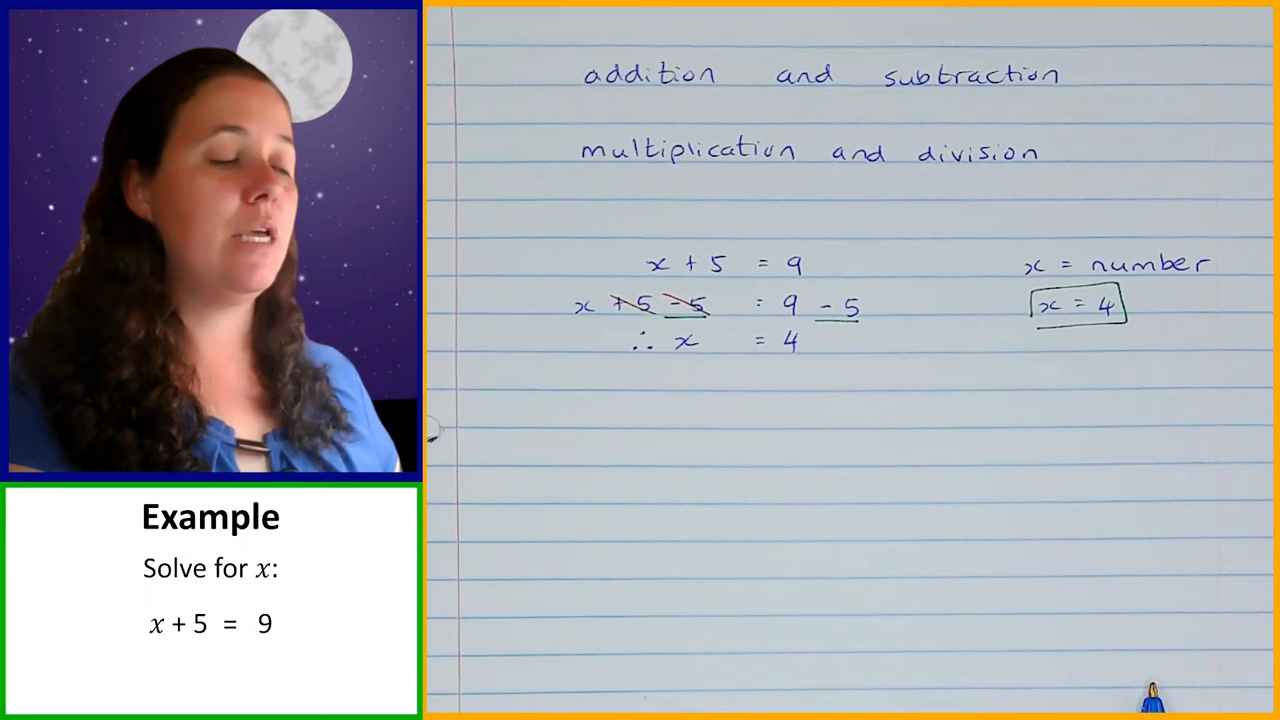 addition and subtraction
multiplication and division
x + 5 = 9
x = number
x + 5 - 5 = 9 - 5
x = 4
∴ x = 4
Example
Solve for x:
x + 5 = 9